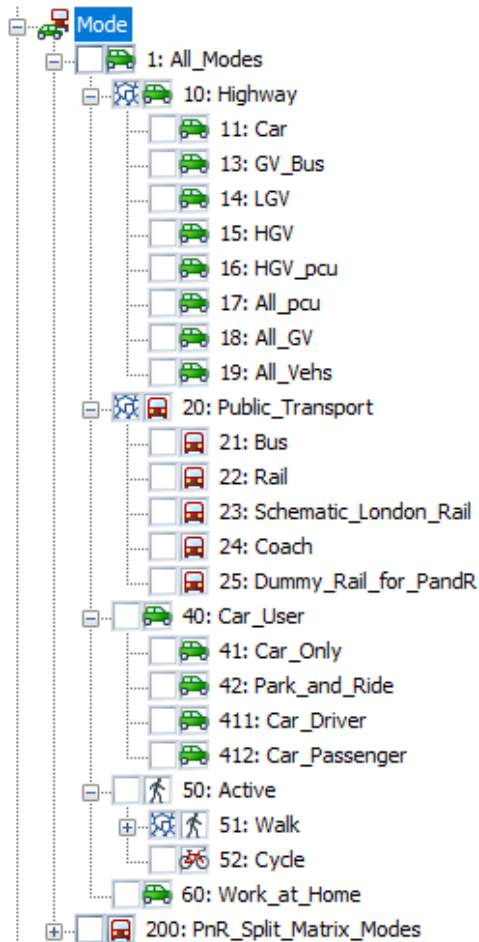 Mode
1: All_Modes
10: Highway
11: Car
13: GV_Bus
14: LGV
15: HGV
16: HGV_pcu
17: All_pcu
18: All_GV
19: All_Vehs
20: Public_Transport
21: Bus
22: Rail
23: Schematic_London_Rail
24: Coach
25: Dummy_Rail_for_PandR
40: Car_User
41: Car_Only
42: Park_and_Ride
411: Car_Driver
412: Car_Passenger
50: Active
51: Walk
52: Cycle
60: Work_at_Home
200: PnR_Split_Matrix_Modes